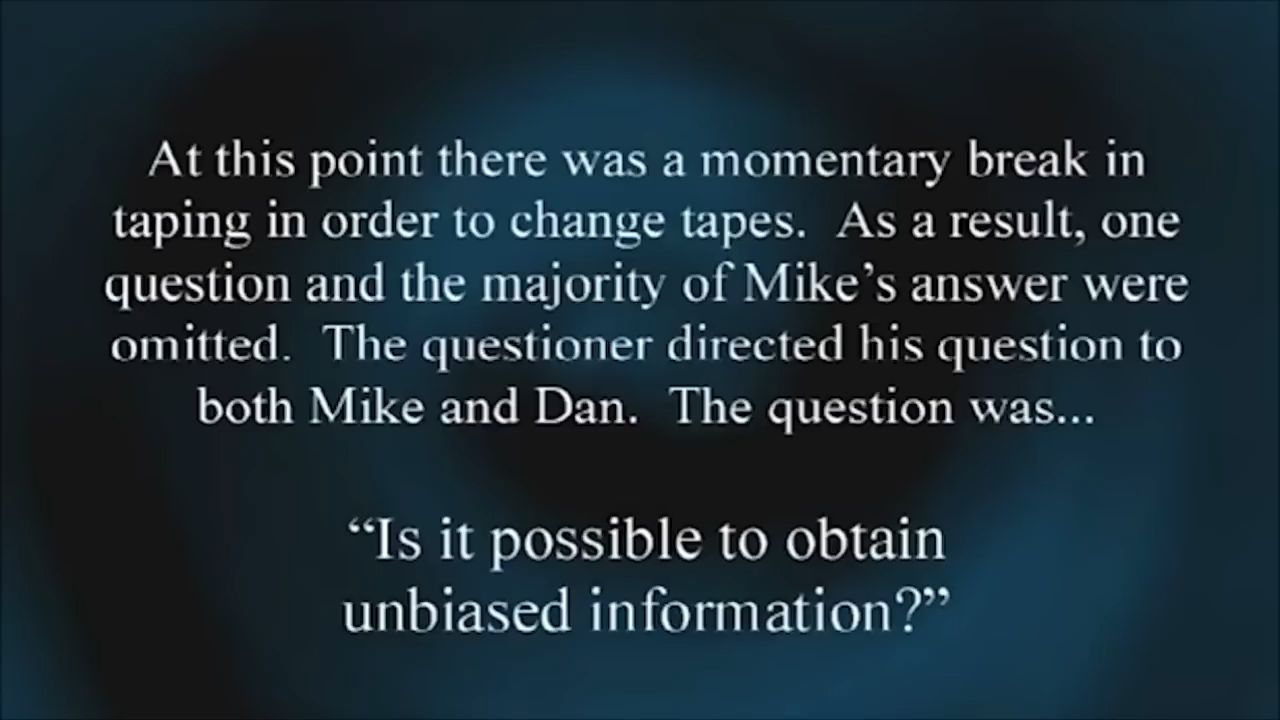 At this point there was a momentary break in
taping in order to change tapes.  As a result, one
question and the majority of Mike’s answer were
omitted.  The questioner directed his question to
both Mike and Dan.  The question was...
“Is it possible to obtain
unbiased information?”